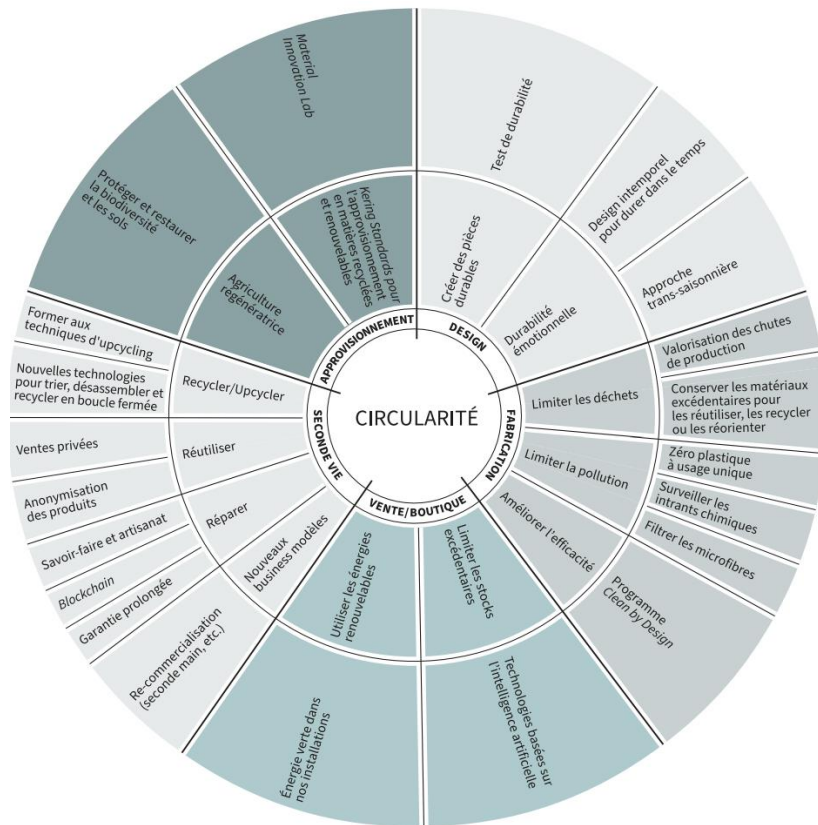 CIRCULARITÉ
DESIGN
Créer des pièces
durables
Test de durabilité
Durabilité
émotionnelle
Design intemporel
pour durer dans le temps
Approche
trans-saisonnière
FABRICATION
Limiter les déchets
Valorisation des chutes
de production
Conserver les matériaux
excédentaires pour
les réutiliser, les recycler
ou les réorienter
Limiter la pollution
Zéro plastique
à usage unique
Surveiller les
intrants chimiques
Filtrer les microfibres
Améliorer l'efficacité
Programme
Clean by Design
VENTE/BOUTIQUE
Limiter les stocks
excédentaires
Technologies basées sur
l'intelligence artificielle
Utiliser les énergies
renouvelables
Énergie verte dans
nos installations
SECONDE VIE
Nouveaux
business modèles
Re-commercialisation
(seconde main, etc.)
Garantie prolongée
Réparer
Blockchain
Savoir-faire et artisanat
Réutiliser
Anonymisation
des produits
Ventes privées
Recycler/Upcycler
Nouvelles technologies
pour trier, désassembler et
recycler en boucle fermée
Former aux
techniques d'upcycling
APPROVISIONNEMENT
Agriculture
regénératrice
Protéger et restaurer
la biodiversité
et les sols
Kering Standards pour
l'approvisionnement
en matières recyclées
et renouvelables
Material
Innovation Lab